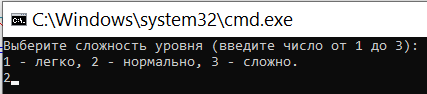 C:\Windows\system32\cmd.exe
Выберите сложность уровня (введите число от 1 до 3):
1 - легко, 2 - нормально, 3 - сложно.
2